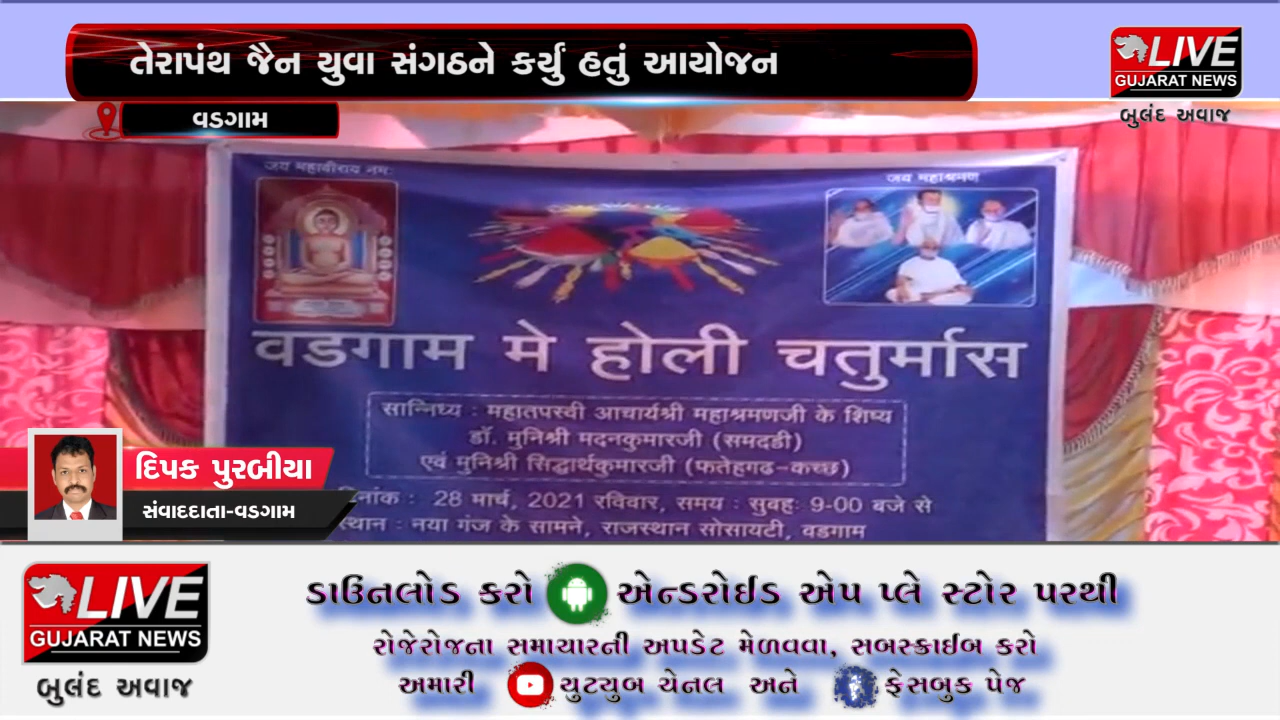 તેરાપંથ જૈન યુવા સંગઠને કર્યું હતું આયોજન
LIVE
GUJARAT NEWS
બુલંદ અવાજ
વડગામ
जय महावीराय नमः
जय महाश्रमण
वडगाम मे होली चतुर्मास
सान्निध्य : महातपस्वी आचार्यश्री महाश्रमणजी के शिष्य
डॉ. मुनिश्री मदनकुमारजी (समदडी)
एवं मुनिश्री सिद्धार्थकुमारजी (फतेहगढ-कच्छ)
दिपક પુરબીયા
સંવાદદાતા-વડગામ
28 मार्च, 2021 रविवार, समय : सुबह: 9-00 बजे से
स्थान : नया गंज के सामने, राजस्थान सोसायटी, वडगाम
LIVE
GUJARAT NEWS
બુલંદ અવાજ
ડાઉનલોડ કરો એન્ડરોઈડ એપ પ્લે સ્ટોર પરથી
રોજેરોજના સમાચારની અપડેટ મેળવવા, સબસ્ક્રાઈબ કરો
અમારી યુટયુબ ચેનલ અને ફેસબુક પેજ